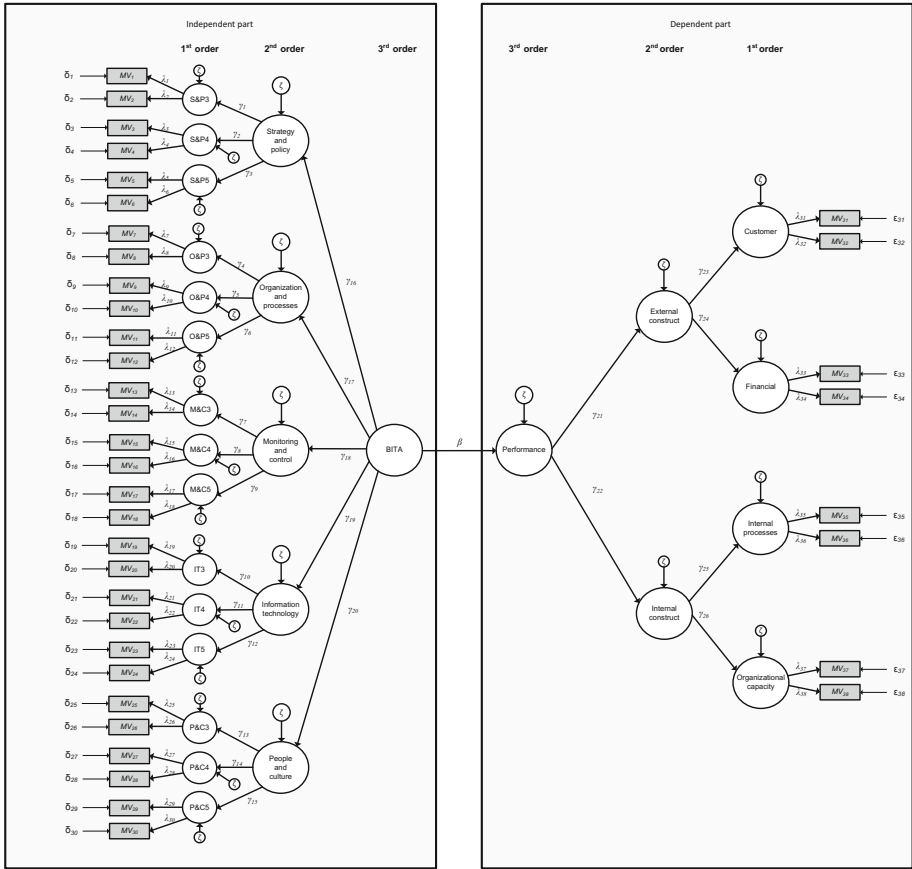 Independent part
1st order 2nd order 3rd order
δ1 MV1 λ1
δ2 MV2 λ2 S&P3 ζ
δ3 MV3 λ3
δ4 MV4 λ4 S&P4 ζ
δ5 MV5 λ5
δ6 MV6 λ6 S&P5 ζ
γ1
γ2
γ3
ζ
Strategy
and
policy
δ7 MV7 λ7
δ8 MV8 λ8 O&P3 ζ
δ9 MV9 λ9
δ10 MV10 λ10 O&P4 ζ
δ11 MV11 λ11
δ12 MV12 λ12 O&P5 ζ
γ4
γ5
γ6
ζ
Organization
and
processes
δ13 MV13 λ13
δ14 MV14 λ14 M&C3 ζ
δ15 MV15 λ15
δ16 MV16 λ16 M&C4 ζ
δ17 MV17 λ17
δ18 MV18 λ18 M&C5 ζ
γ7
γ8
γ9
ζ
Monitoring
and
control
δ19 MV19 λ19
δ20 MV20 λ20 IT3 ζ
δ21 MV21 λ21
δ22 MV22 λ22 IT4 ζ
δ23 MV23 λ23
δ24 MV24 λ24 IT5 ζ
γ10
γ11
γ12
ζ
Information
technology
δ25 MV25 λ25
δ26 MV26 λ26 P&C3 ζ
δ27 MV27 λ27
δ28 MV28 λ28 P&C4 ζ
δ29 MV29 λ29
δ30 MV30 λ30 P&C5 ζ
γ13
γ14
γ15
ζ
People
and
culture
γ16
γ17
γ18
γ19
γ20
BITA
β
Dependent part
3rd order 2nd order 1st order
ζ
Performance
γ21
γ22
ζ
External
construct
γ23
γ24
ζ
Customer
λ31 MV31 ε31
λ32 MV32 ε32
ζ
Financial
λ33 MV33 ε33
λ34 MV34 ε34
ζ
Internal
construct
γ25
γ26
ζ
Internal
processes
λ35 MV35 ε35
λ36 MV36 ε36
ζ
Organizational
capacity
λ37 MV37 ε37
λ38 MV38 ε38